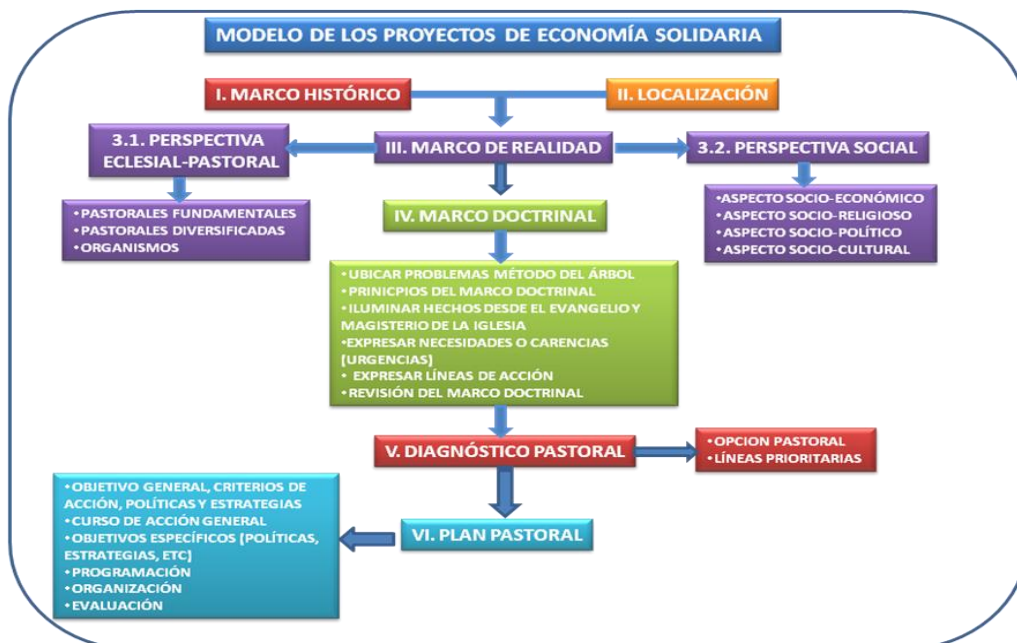 MODELO DE LOS PROYECTOS DE ECONOMÍA SOLIDARIA
I. MARCO HISTÓRICO
II. LOCALIZACIÓN
3.1. PERSPECTIVA
ECLESIAL-PASTORAL
III. MARCO DE REALIDAD
3.2. PERSPECTIVA SOCIAL
•PASTORALES FUNDAMENTALES
•PASTORALES DIVERSIFICADAS
•ORGANISMOS
•ASPECTO SOCIO-ECONÓMICO
•ASPECTO SOCIO-RELIGIOSO
•ASPECTO SOCIO-POLÍTICO
•ASPECTO SOCIO-CULTURAL
IV. MARCO DOCTRINAL
•UBICAR PROBLEMAS MÉTODO DEL ÁRBOL
•PRINICPIOS DEL MARCO DOCTRINAL
•ILUMINAR HECHOS DESDE EL EVANGELIO Y
MAGISTERIO DE LA IGLESIA
•EXPRESAR NECESIDADES O CARENCIAS
[URGENCIAS]
• EXPRESAR LÍNEAS DE ACCIÓN
•REVISIÓN DEL MARCO DOCTRINAL
V. DIAGNÓSTICO PASTORAL
•OPCION PASTORAL
•LÍNEAS PRIORITARIAS
VI. PLAN PASTORAL
•OBJETIVO GENERAL, CRITERIOS DE
ACCIÓN, POLÍTICAS Y ESTRATEGIAS
•CURSO DE ACCIÓN GENERAL
•OBJETIVOS ESPECÍFICOS [POLÍTICAS,
ESTRATEGIAS, ETC]
•PROGRAMACIÓN
•ORGANIZACIÓN
•EVALUACIÓN